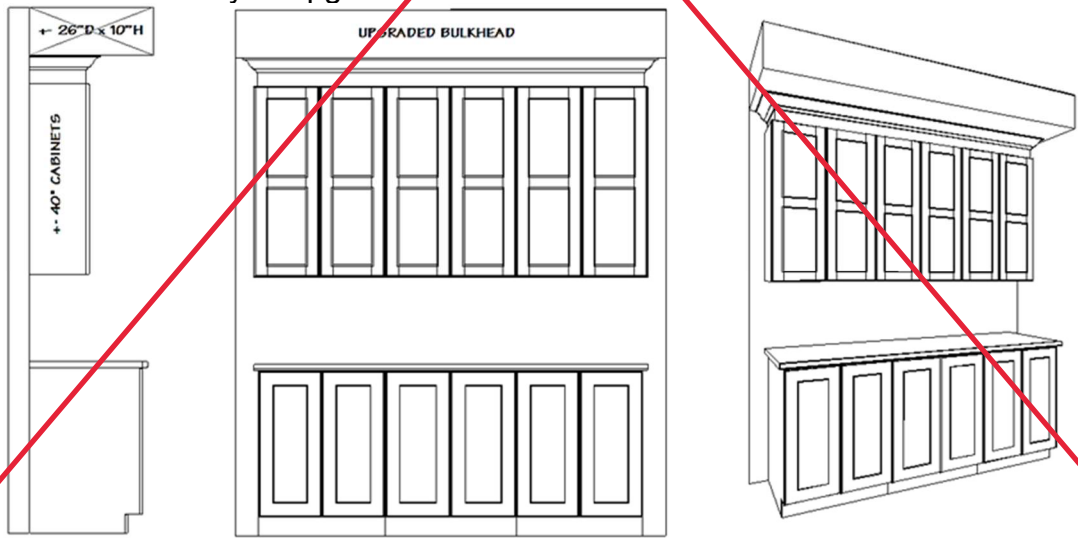 +- 26"D x 10"H
UPGRADED BULKHEAD
+- 40" CABINETS